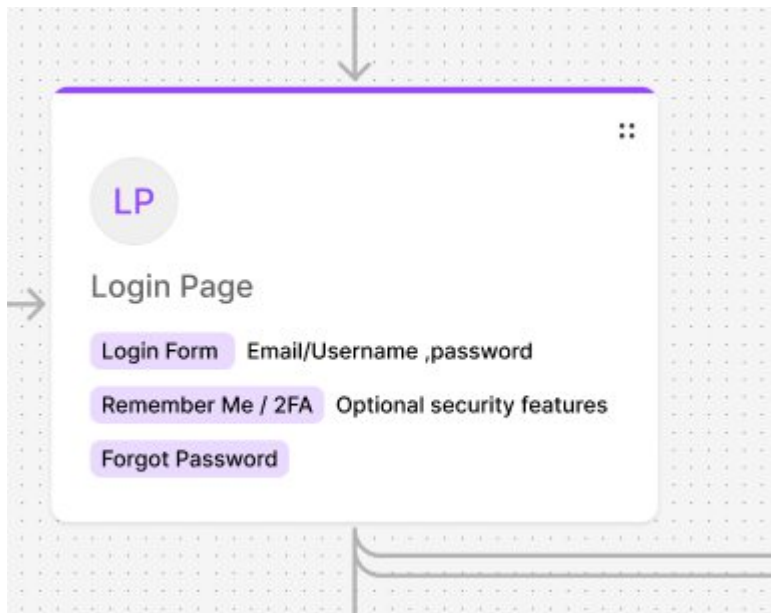 LP
Login Page
Login Form Email/Username ,password
Remember Me / 2FA Optional security features
Forgot Password